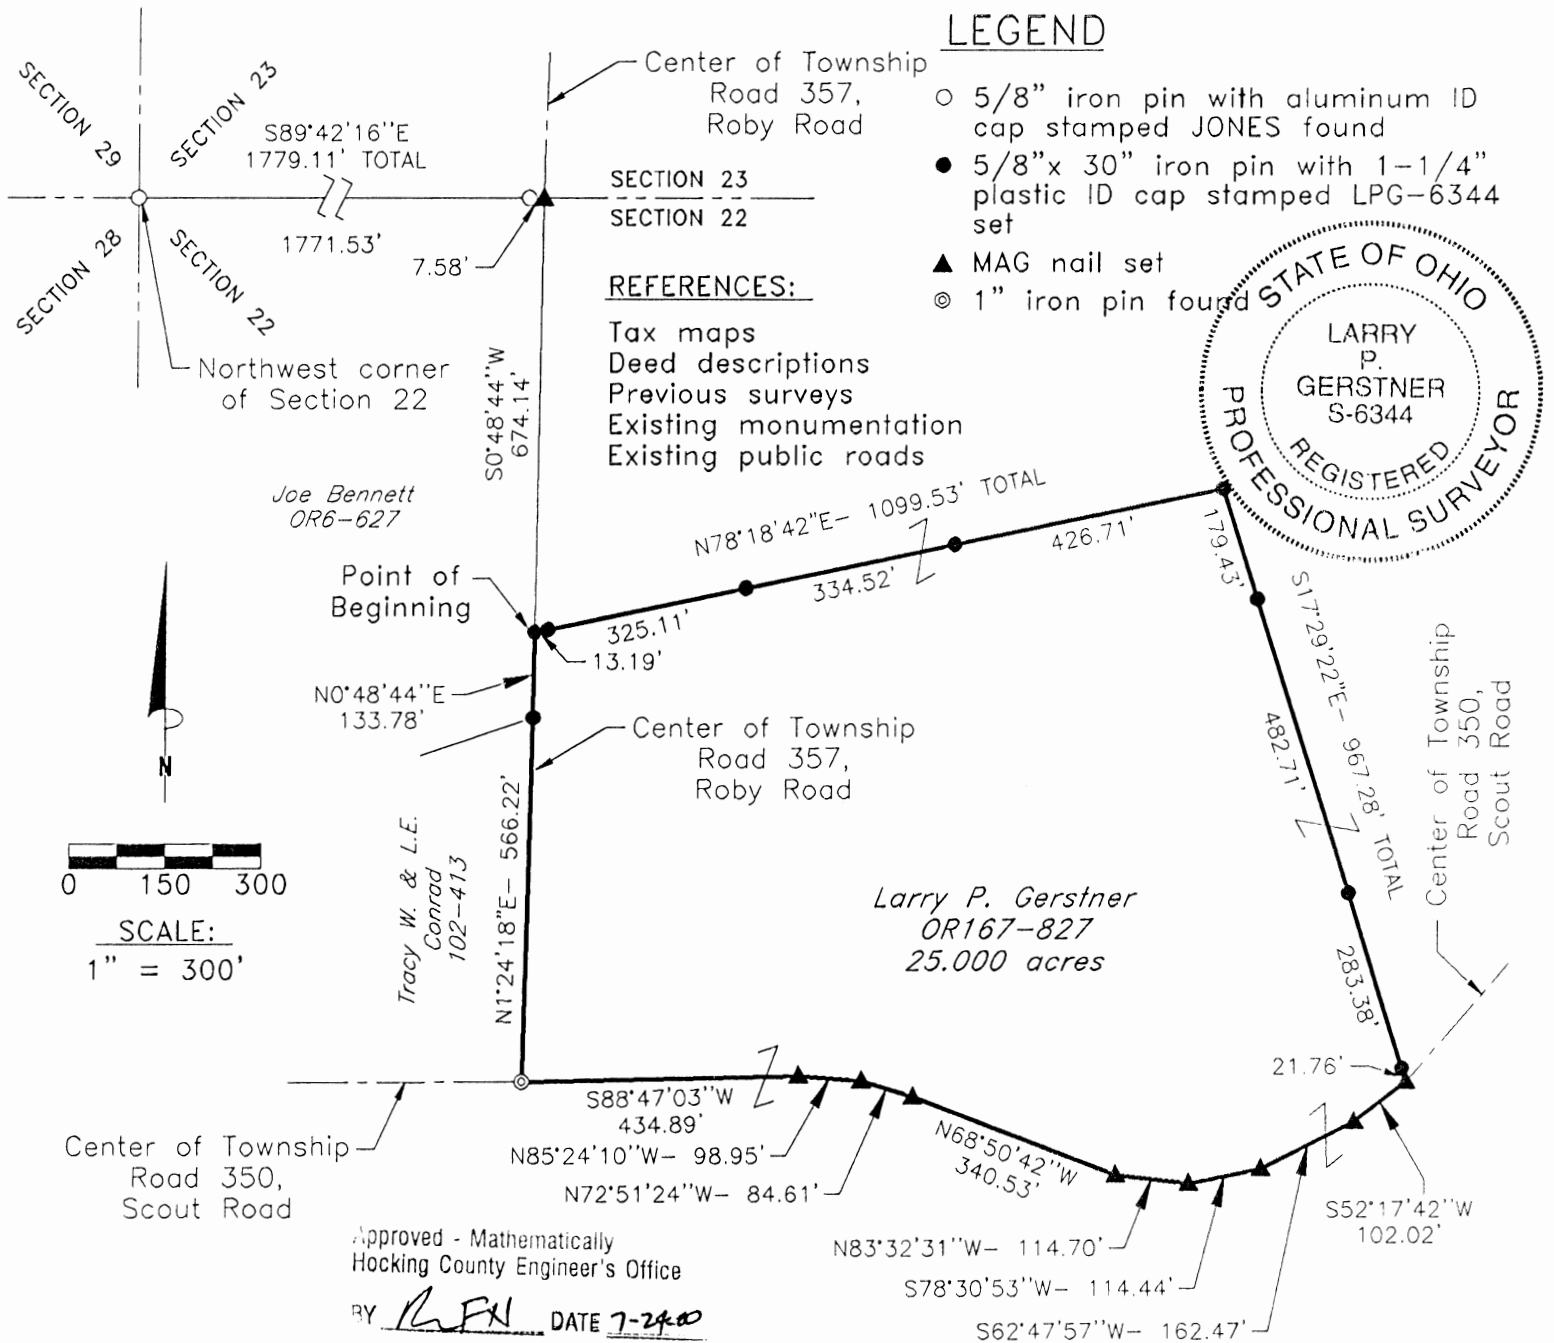 LEGEND
○ 5/8" iron pin with aluminum ID
cap stamped JONES found
● 5/8"x 30" iron pin with 1-1/4"
plastic ID cap stamped LPG-6344
set
▲ MAG nail set
◎ 1" iron pin found
STATE OF OHIO
LARRY
P.
GERSTNER
S-6344
REGISTERED
PROFESSIONAL SURVEYOR
Center of Township
Road 357,
Roby Road
SECTION 29
SECTION 23
SECTION 28
SECTION 22
S89°42'16"E
1779.11' TOTAL
1771.53'
7.58'
SECTION 23
SECTION 22
Northwest corner
of Section 22
REFERENCES:
Tax maps
Deed descriptions
Previous surveys
Existing monumentation
Existing public roads
S0°48'44"W
674.14'
Joe Bennett
OR6-627
Point of
Beginning
N78°18'42"E- 1099.53' TOTAL
325.11'
334.52'
426.71'
13.19'
N0°48'44"E
133.78'
Center of Township
Road 357,
Roby Road
179.43'
S17°29'22"E- 967.28' TOTAL
482.71'
283.38'
21.76'
Center of Township
Road 350,
Scout Road
N
0 150 300
SCALE:
1" = 300'
Tracy W. & L.E.
Conrad
102-413
N1°24'18"E- 566.22'
Larry P. Gerstner
OR167-827
25.000 acres
Center of Township
Road 350,
Scout Road
S88°47'03"W
434.89'
N85°24'10"W- 98.95'
N72°51'24"W- 84.61'
N68°50'42"W
340.53'
N83°32'31"W- 114.70'
S78°30'53"W- 114.44'
S62°47'57"W- 162.47'
S52°17'42"W
102.02'
Approved - Mathematically
Hocking County Engineer's Office
BY DATE 7-24-00